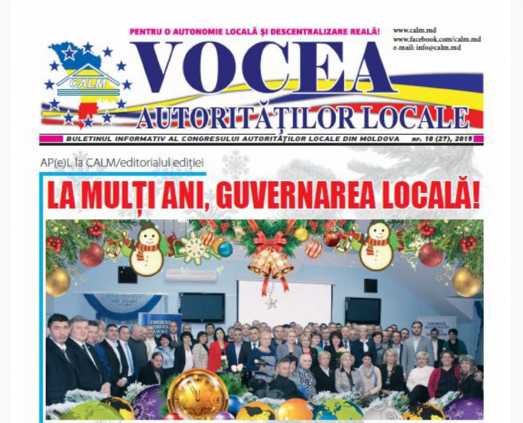 PENTRU O AUTONOMIE LOCALĂ ȘI DESCENTRALIZARE REALĂ!
www.calm.md
www.facebook.com/calm.md
e-mail: info@calm.md
CALM
VOCEA
AUTORITĂȚILOR LOCALE
BULETINUL INFORMATIV AL CONGRESULUI AUTORITĂȚILOR LOCALE DIN MOLDOVA nr. 10 (27), 2015
AP(e)L la CALM/editorialul ediției
LA MULȚI ANI, GUVERNAREA LOCALĂ!